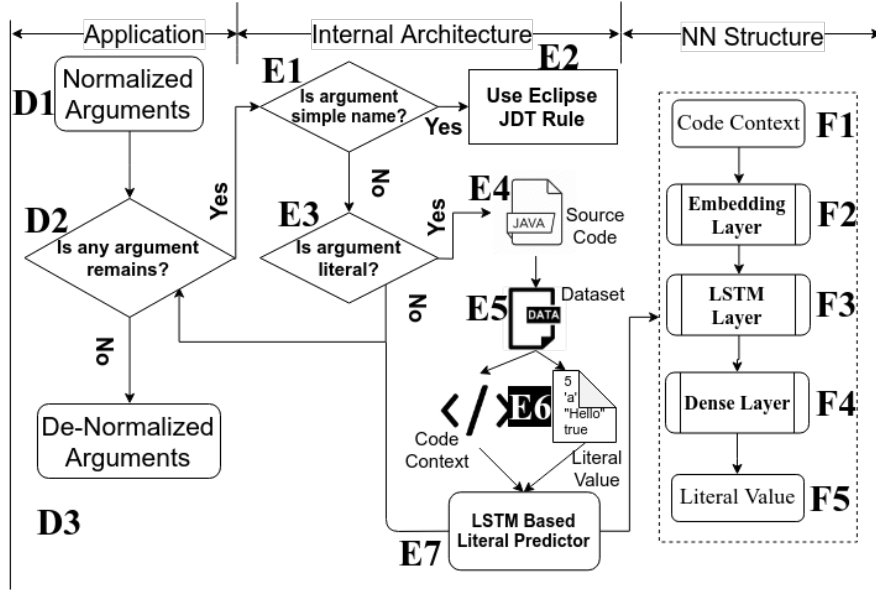 Application
Internal Architecture
NN Structure
D1
Normalized
Arguments
D2
Is any argument
remains?
Yes
No
De-Normalized
Arguments
D3
E1
Is argument
simple name?
Yes
E2
Use Eclipse
JDT Rule
No
E3
Is argument
literal?
Yes
No
E4
JAVA
Source
Code
E5
DATA
Dataset
</>
E6
Code
Context
5
'a'
"Hello"
true
Literal
Value
E7
LSTM Based
Literal Predictor
Code Context
F1
Embedding
Layer
F2
LSTM
Layer
F3
Dense Layer
F4
Literal Value
F5